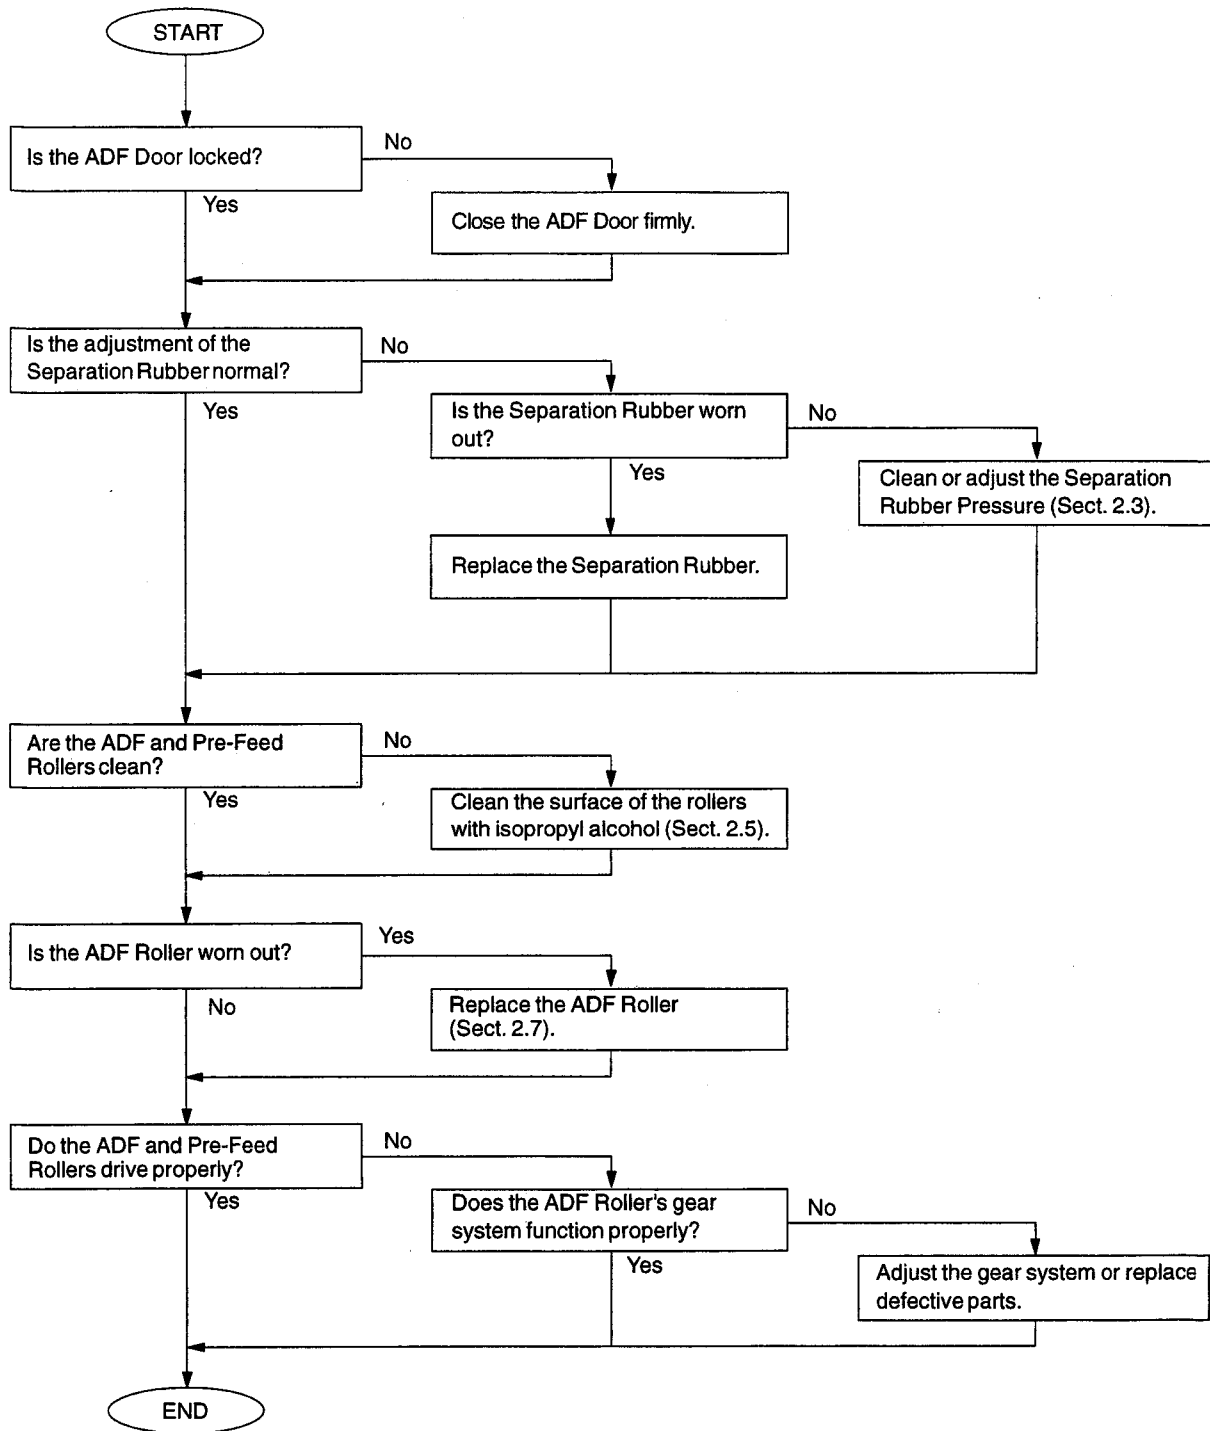 START
Is the ADF Door locked?
No
Yes
Close the ADF Door firmly.
Is the adjustment of the
Separation Rubber normal?
No
Yes
Is the Separation Rubber worn
out?
No
Yes
Clean or adjust the Separation
Rubber Pressure (Sect. 2.3).
Replace the Separation Rubber.
Are the ADF and Pre-Feed
Rollers clean?
No
Yes
Clean the surface of the rollers
with isopropyl alcohol (Sect. 2.5).
Is the ADF Roller worn out?
Yes
No
Replace the ADF Roller
(Sect. 2.7).
Do the ADF and Pre-Feed
Rollers drive properly?
No
Yes
Does the ADF Roller's gear
system function properly?
No
Yes
Adjust the gear system or replace
defective parts.
END